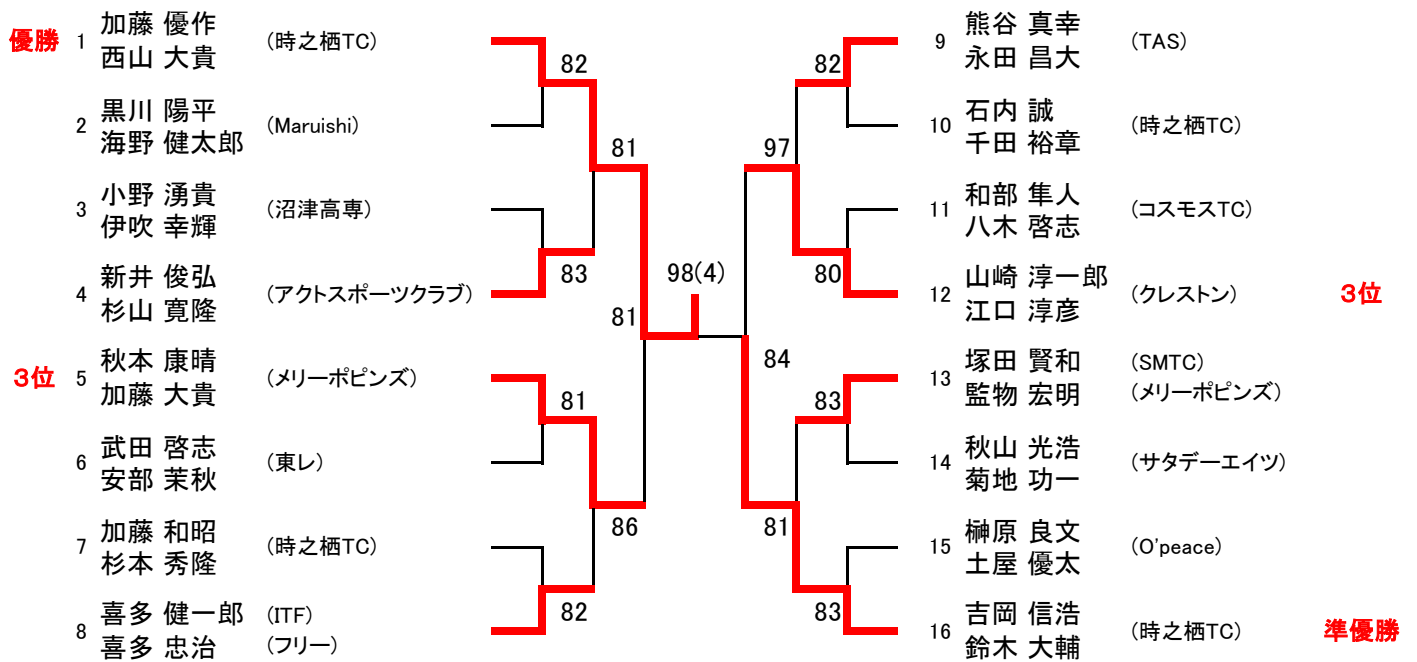 優勝 1 加藤 優作 (時之栖TC)
西山 大貴
82
2 黒川 陽平 (Maruishi)
海野 健太郎
81
3 小野 湧貴 (沼津高専)
伊吹 幸輝
83
4 新井 俊弘 (アクトスポーツクラブ)
杉山 寛隆
81
3位 5 秋本 康晴 (メリーポピンズ)
加藤 大貴
81
6 武田 啓志 (東レ)
安部 茉秋
86
7 加藤 和昭 (時之栖TC)
杉本 秀隆
82
8 喜多 健一郎 (ITF)
喜多 忠治 (フリー)
98(4)
9 熊谷 真幸 (TAS)
永田 昌大
82
10 石内 誠 (時之栖TC)
千田 裕章
97
11 和部 隼人 (コスモスTC)
八木 啓志
80
12 山崎 淳一郎 (クレストン) 3位
江口 淳彦
84
13 塚田 賢和 (SMTC)
監物 宏明 (メリーポピンズ)
83
14 秋山 光浩 (サタデーエイツ)
菊地 功一
81
15 榊原 良文 (O'peace)
土屋 優太
83
16 吉岡 信浩 (時之栖TC) 準優勝
鈴木 大輔